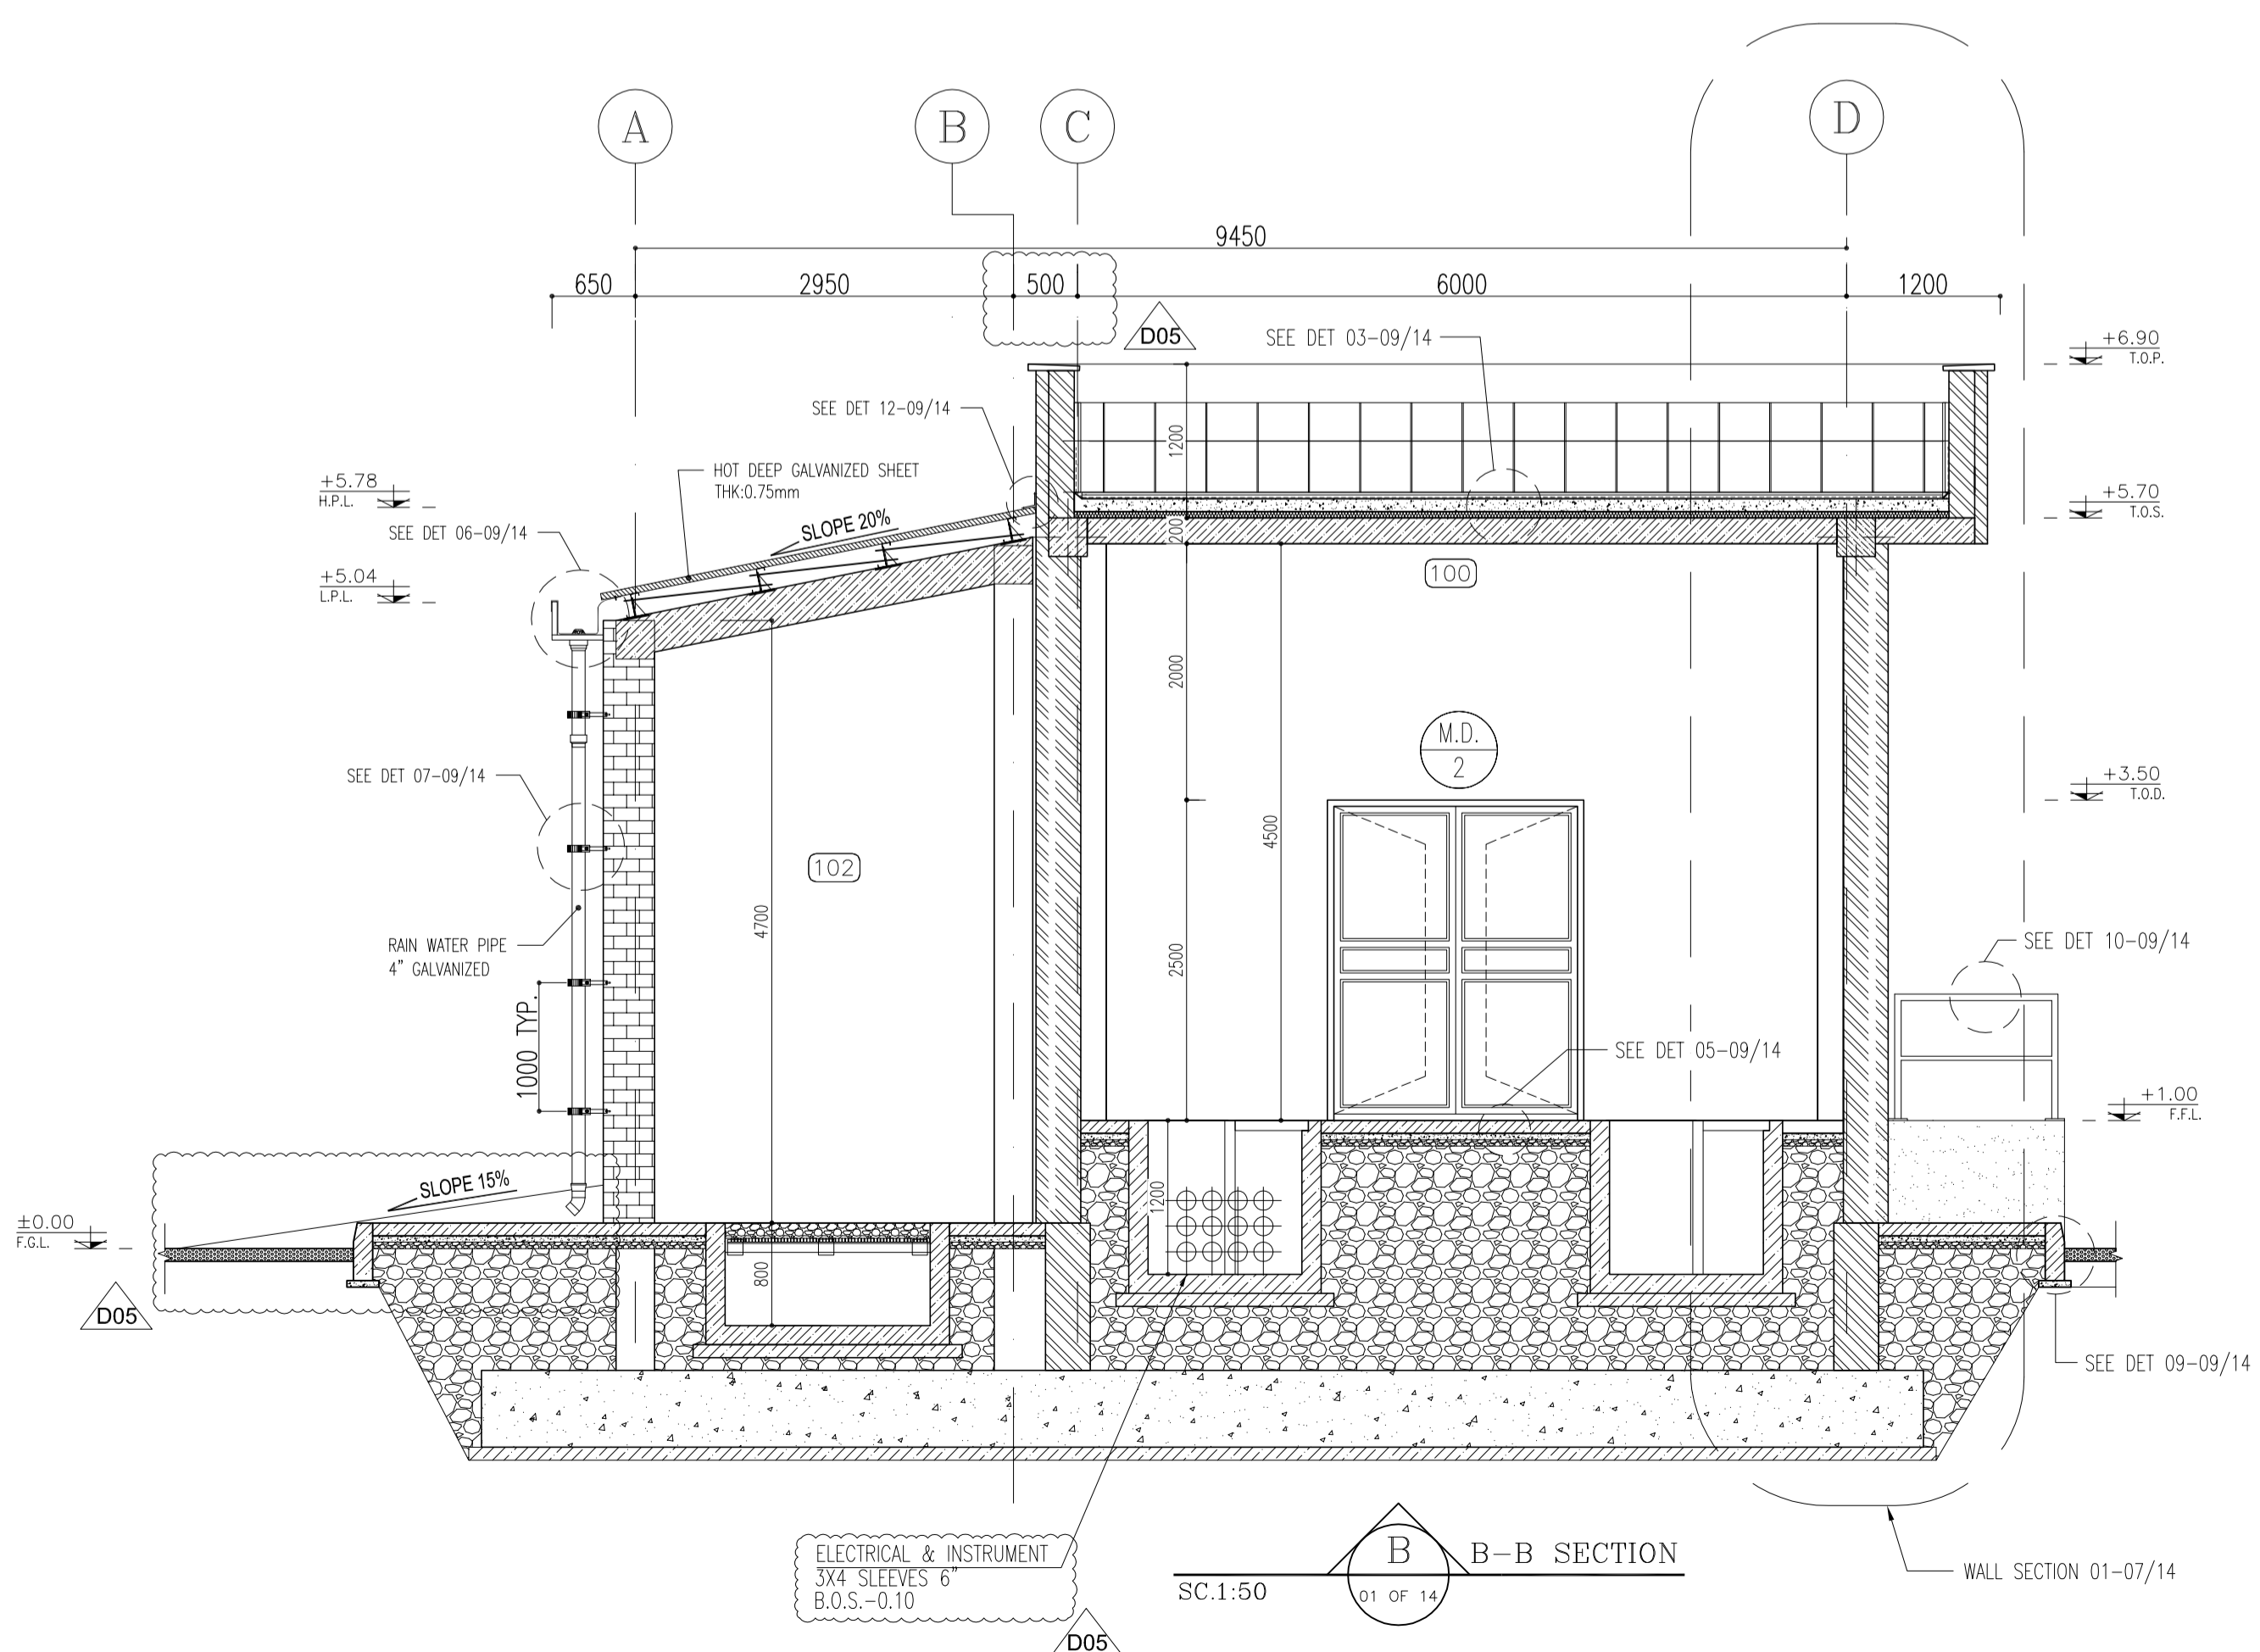 A
B
C
D
9450
650
2950
500
6000
1200
D05
SEE DET 03-09/14
+6.90
T.O.P.
SEE DET 12-09/14
1200
HOT DEEP GALVANIZED SHEET
THK:0.75mm
+5.78
H.P.L.
+5.70
T.O.S.
SLOPE 20%
200
SEE DET 06-09/14
100
+5.04
L.P.L.
2000
M.D.
2
SEE DET 07-09/14
+3.50
T.O.D.
4500
102
4700
RAIN WATER PIPE
4" GALVANIZED
2500
SEE DET 10-09/14
1000 TYP.
SEE DET 05-09/14
+1.00
F.F.L.
SLOPE 15%
1200
±0.00
F.G.L.
800
D05
SEE DET 09-09/14
ELECTRICAL & INSTRUMENT
3X4 SLEEVES 6"
B.O.S.-0.10
D05
B
01 OF 14
B-B SECTION
SC.1:50
WALL SECTION 01-07/14